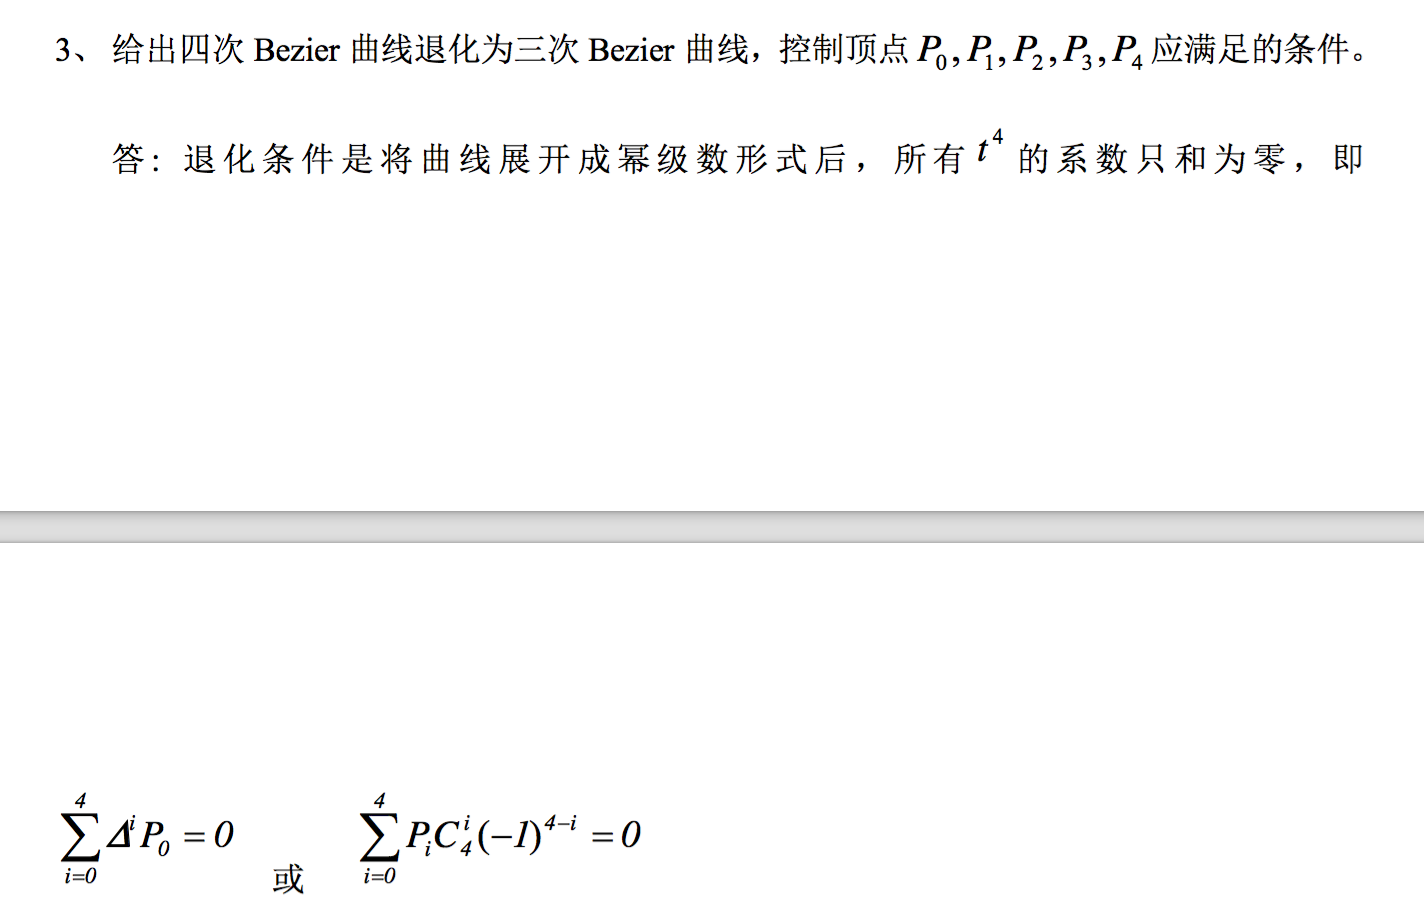 3、 给出四次 Bezier 曲线退化为三次 Bezier 曲线，控制顶点 P₀, P₁, P₂, P₃, P₄ 应满足的条件。
答：退化条件是将曲线展开成幂级数形式后，所有 t⁴ 的系数只和为零，即
∑_{i=0}^{4} Δ^i P₀ = 0 或 ∑_{i=0}^{4} P_i C_4^i (−1)^{4−i} = 0